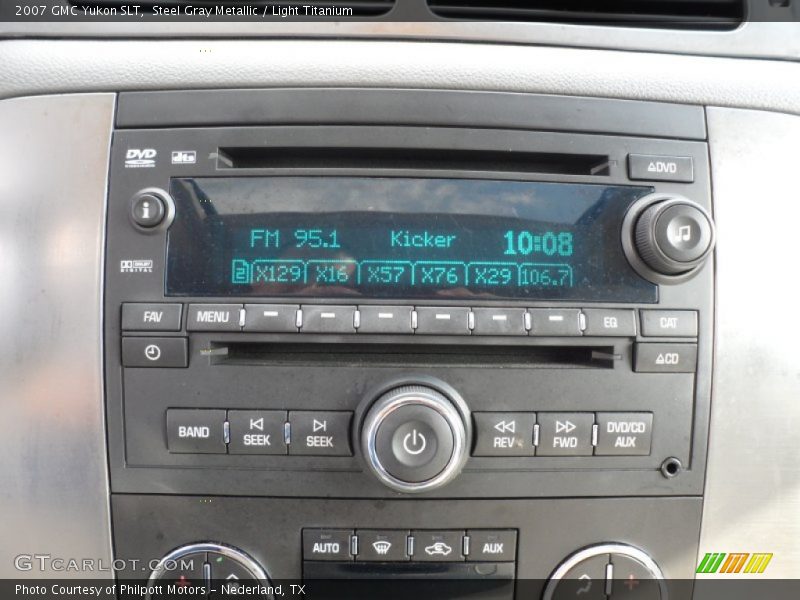 2007 GMC Yukon SLT, Steel Gray Metallic / Light Titanium
DVD dts
△DVD
i
FM 95.1 Kicker 10:08
2 X129 X16 X57 X76 X29 106.7
DOLBY
DIGITAL
FAV MENU EQ CAT
△CD
BAND SEEK SEEK REV FWD DVD/CD
AUX
AUTO AUX
GTCARLOT.COM
Photo Courtesy of Philpott Motors - Nederland, TX